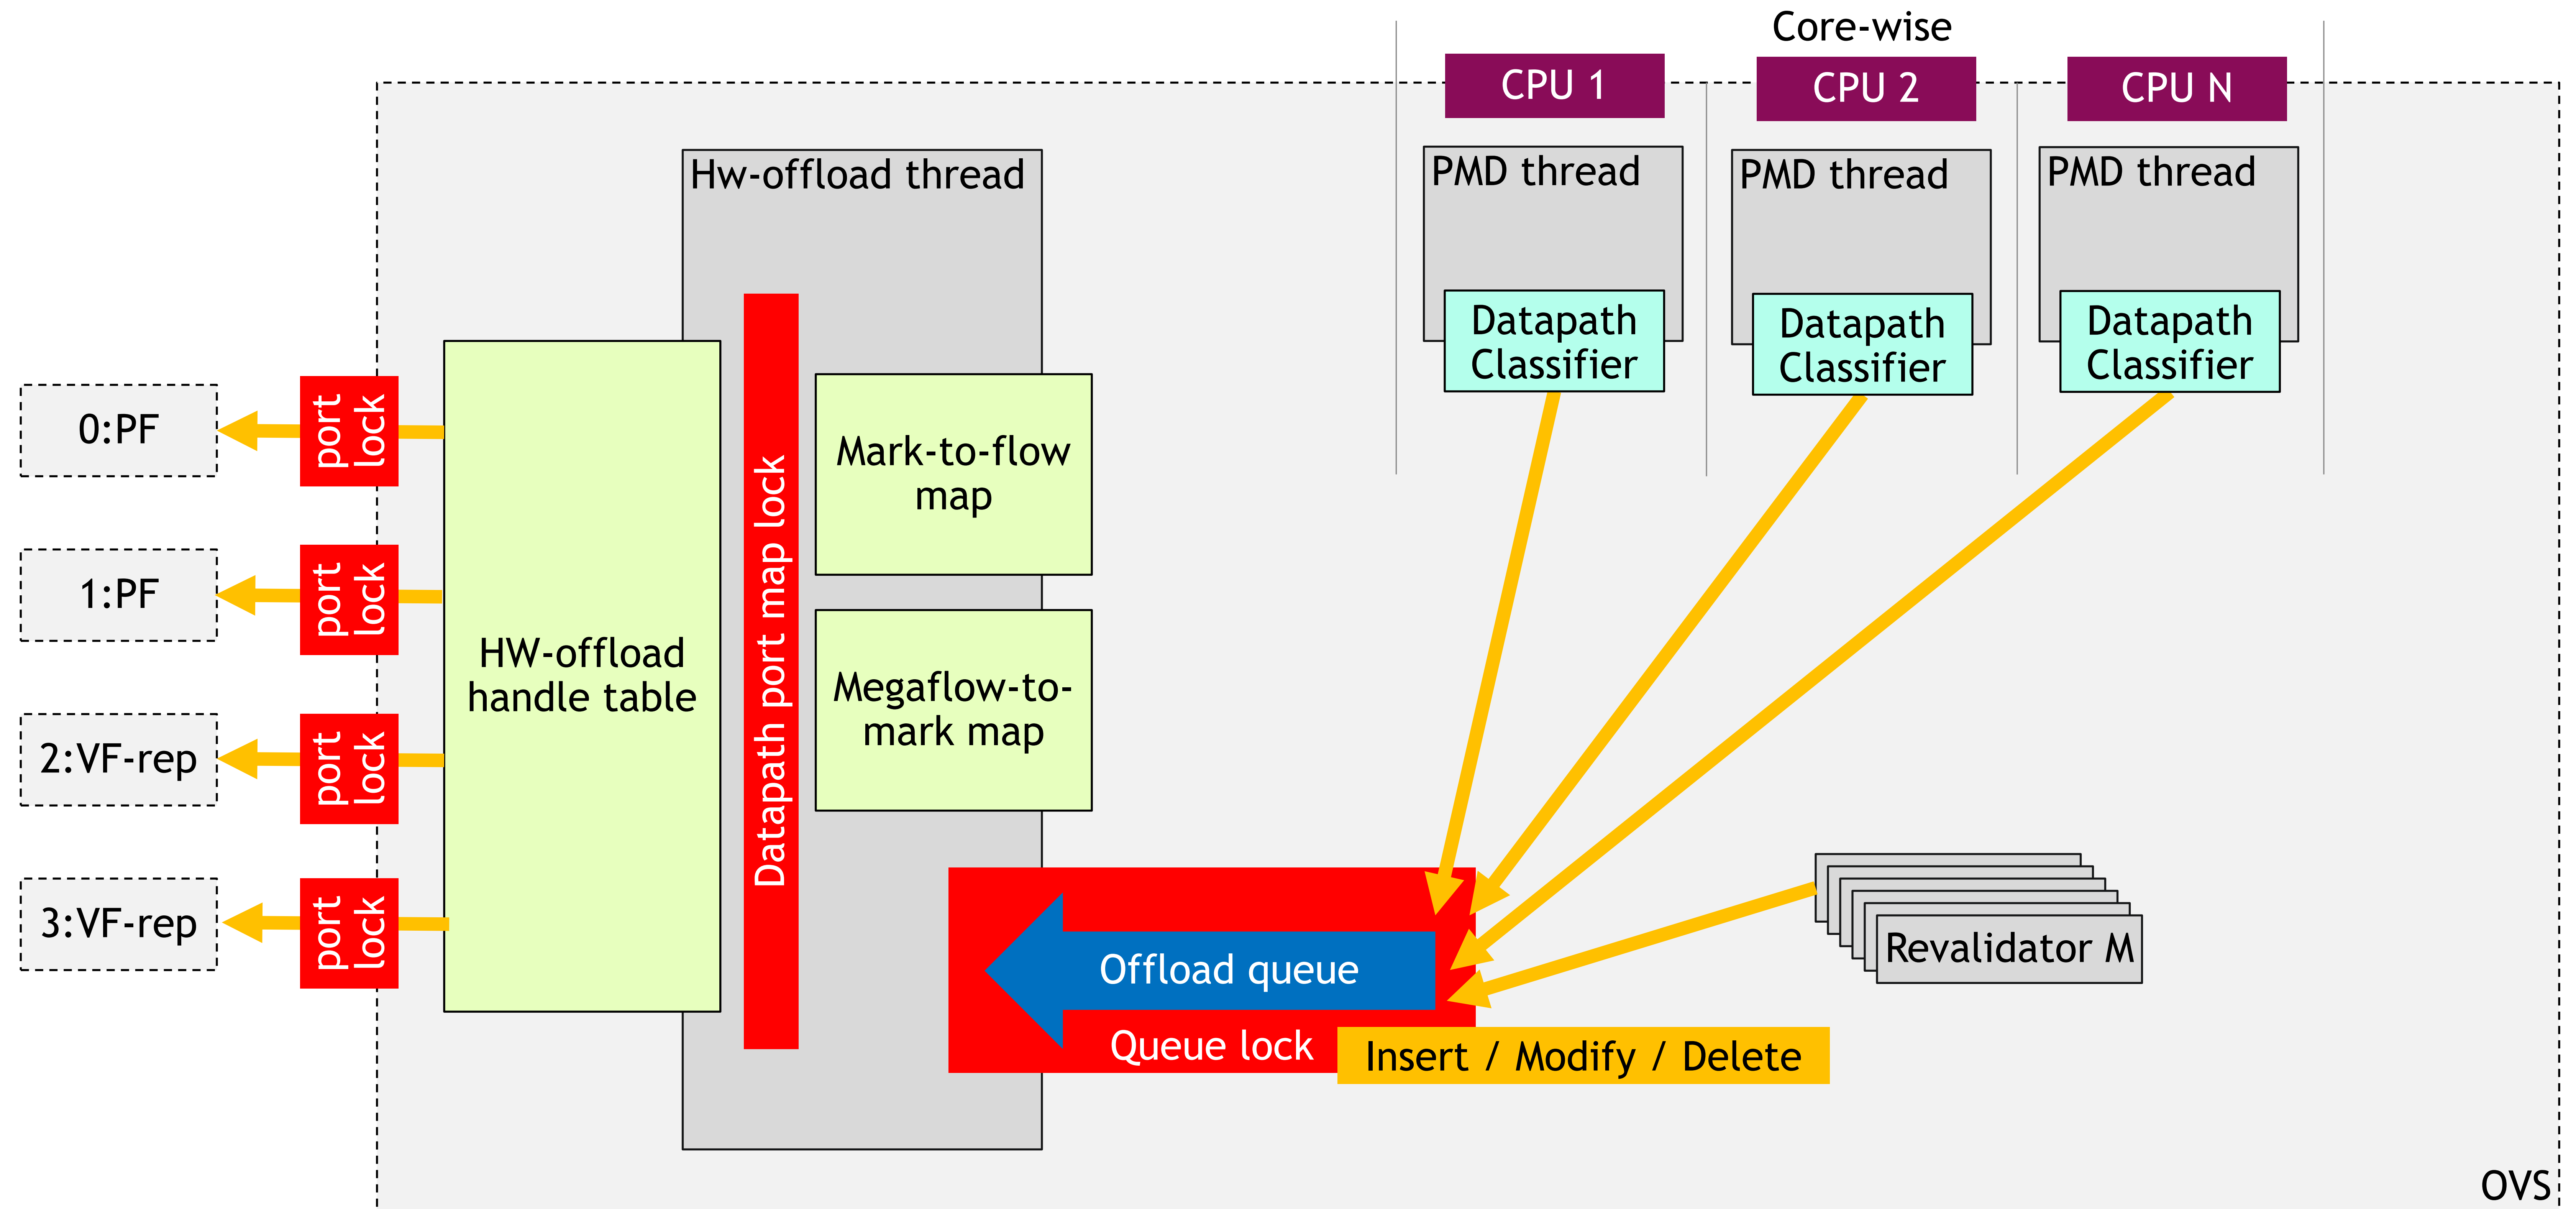 Core-wise
CPU 1
CPU 2
CPU N
Hw-offload thread
PMD thread
PMD thread
PMD thread
Datapath
Classifier
Datapath
Classifier
Datapath
Classifier
0:PF
port
lock
1:PF
port
lock
2:VF-rep
port
lock
3:VF-rep
port
lock
HW-offload
handle table
Datapath port map lock
Mark-to-flow
map
Megaflow-to-
mark map
Offload queue
Queue lock
Insert / Modify / Delete
Revalidator M
OVS